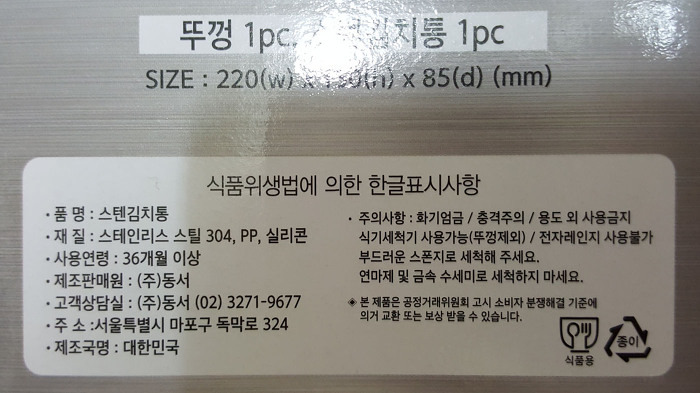 뚜껑 1pc, 김치통 1pc
SIZE : 220(w) x 130(h) x 85(d) (mm)
식품위생법에 의한 한글표시사항
· 품 명 : 스텐김치통
· 재 질 : 스테인리스 스틸 304, PP, 실리콘
· 사용연령 : 36개월 이상
· 제조판매원 : (주)동서
· 고객상담실 : (주)동서 (02) 3271-9677
· 주 소 :서울특별시 마포구 독막로 324
· 제조국명 : 대한민국
· 주의사항 : 화기엄금 / 충격주의 / 용도 외 사용금지
식기세척기 사용가능(뚜껑제외) / 전자레인지 사용불가
부드러운 스폰지로 세척해 주세요.
연마제 및 금속 수세미로 세척하지 마세요.
◈ 본 제품은 공정거래위원회 고시 소비자 분쟁해결 기준에
의거 교환 또는 보상 받을 수 있습니다.
식품용
종이